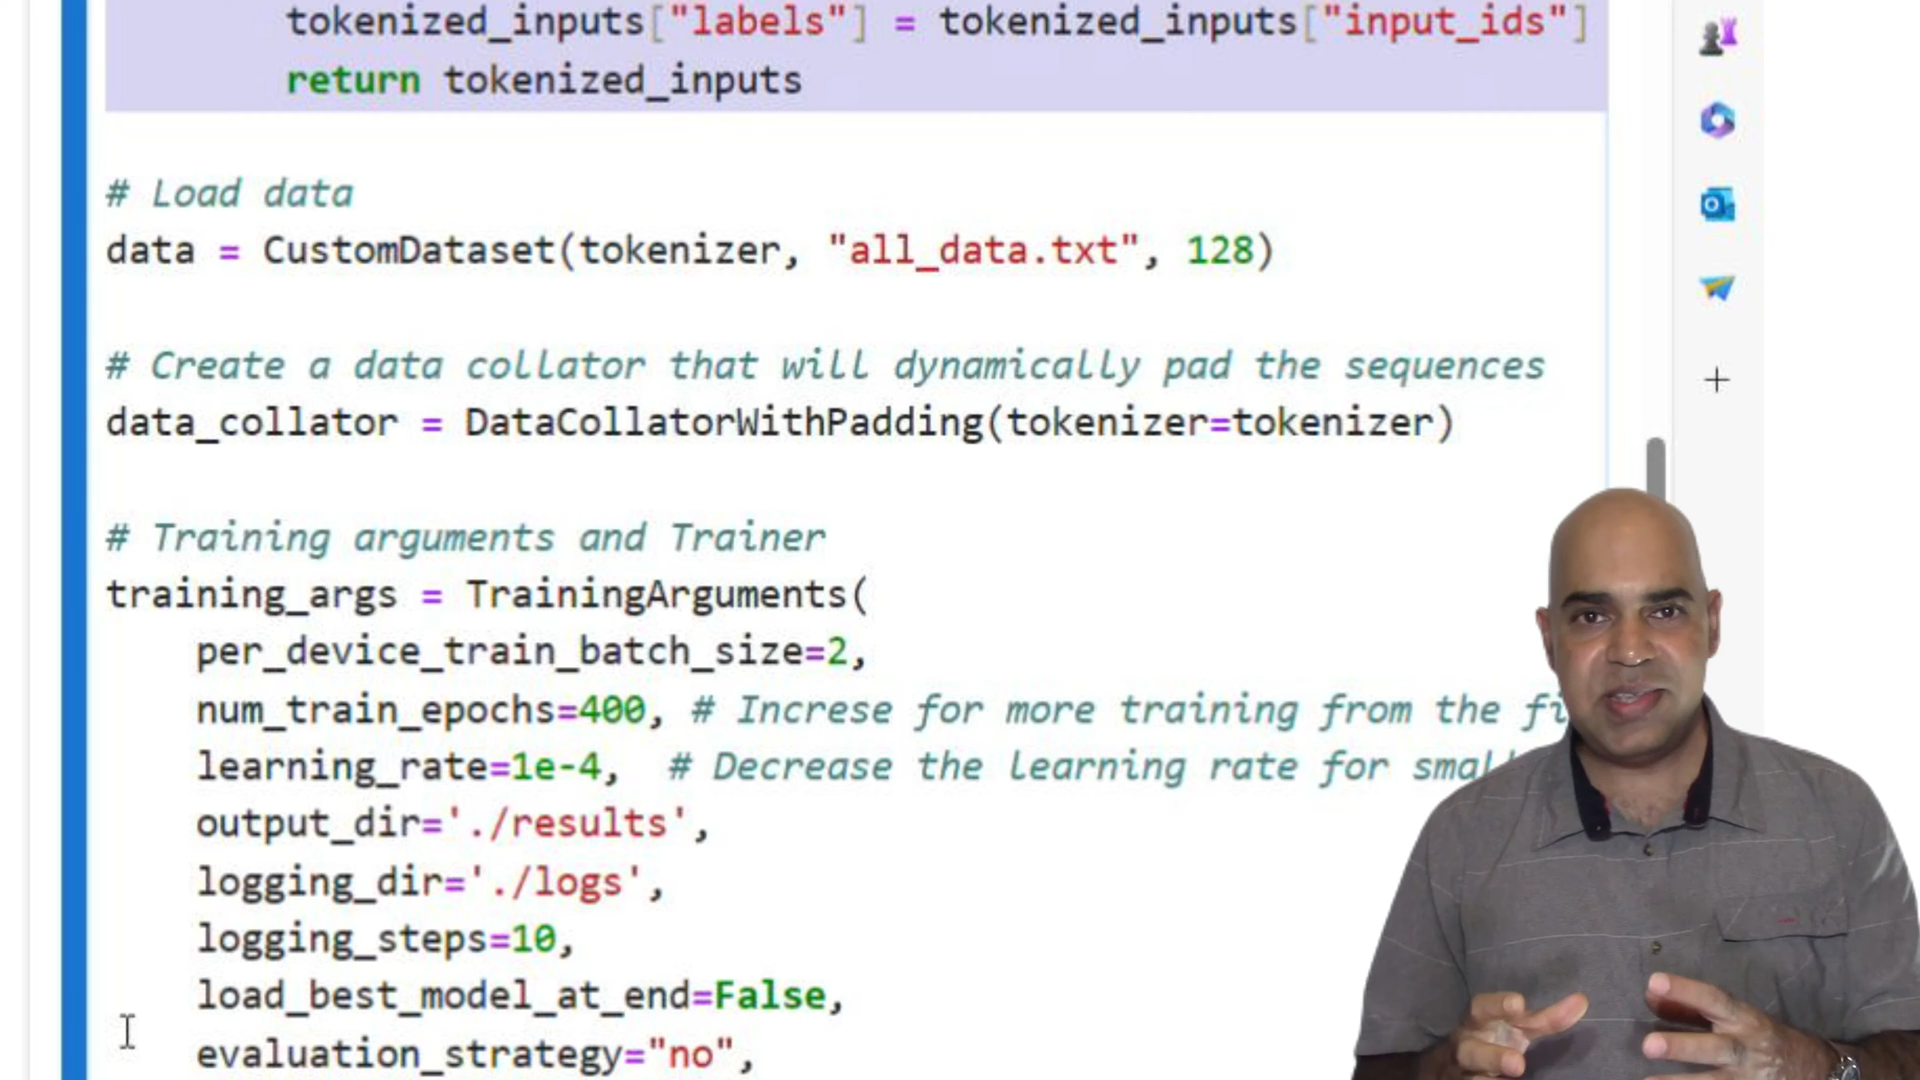 tokenized_inputs["labels"] = tokenized_inputs["input_ids"]
return tokenized_inputs
# Load data
data = CustomDataset(tokenizer, "all_data.txt", 128)
# Create a data collator that will dynamically pad the sequences
data_collator = DataCollatorWithPadding(tokenizer=tokenizer)
# Training arguments and Trainer
training_args = TrainingArguments(
per_device_train_batch_size=2,
num_train_epochs=400, # Increse for more training from the fi
learning_rate=1e-4, # Decrease the learning rate for smal
output_dir='./results',
logging_dir='./logs',
logging_steps=10,
load_best_model_at_end=False,
evaluation_strategy="no",